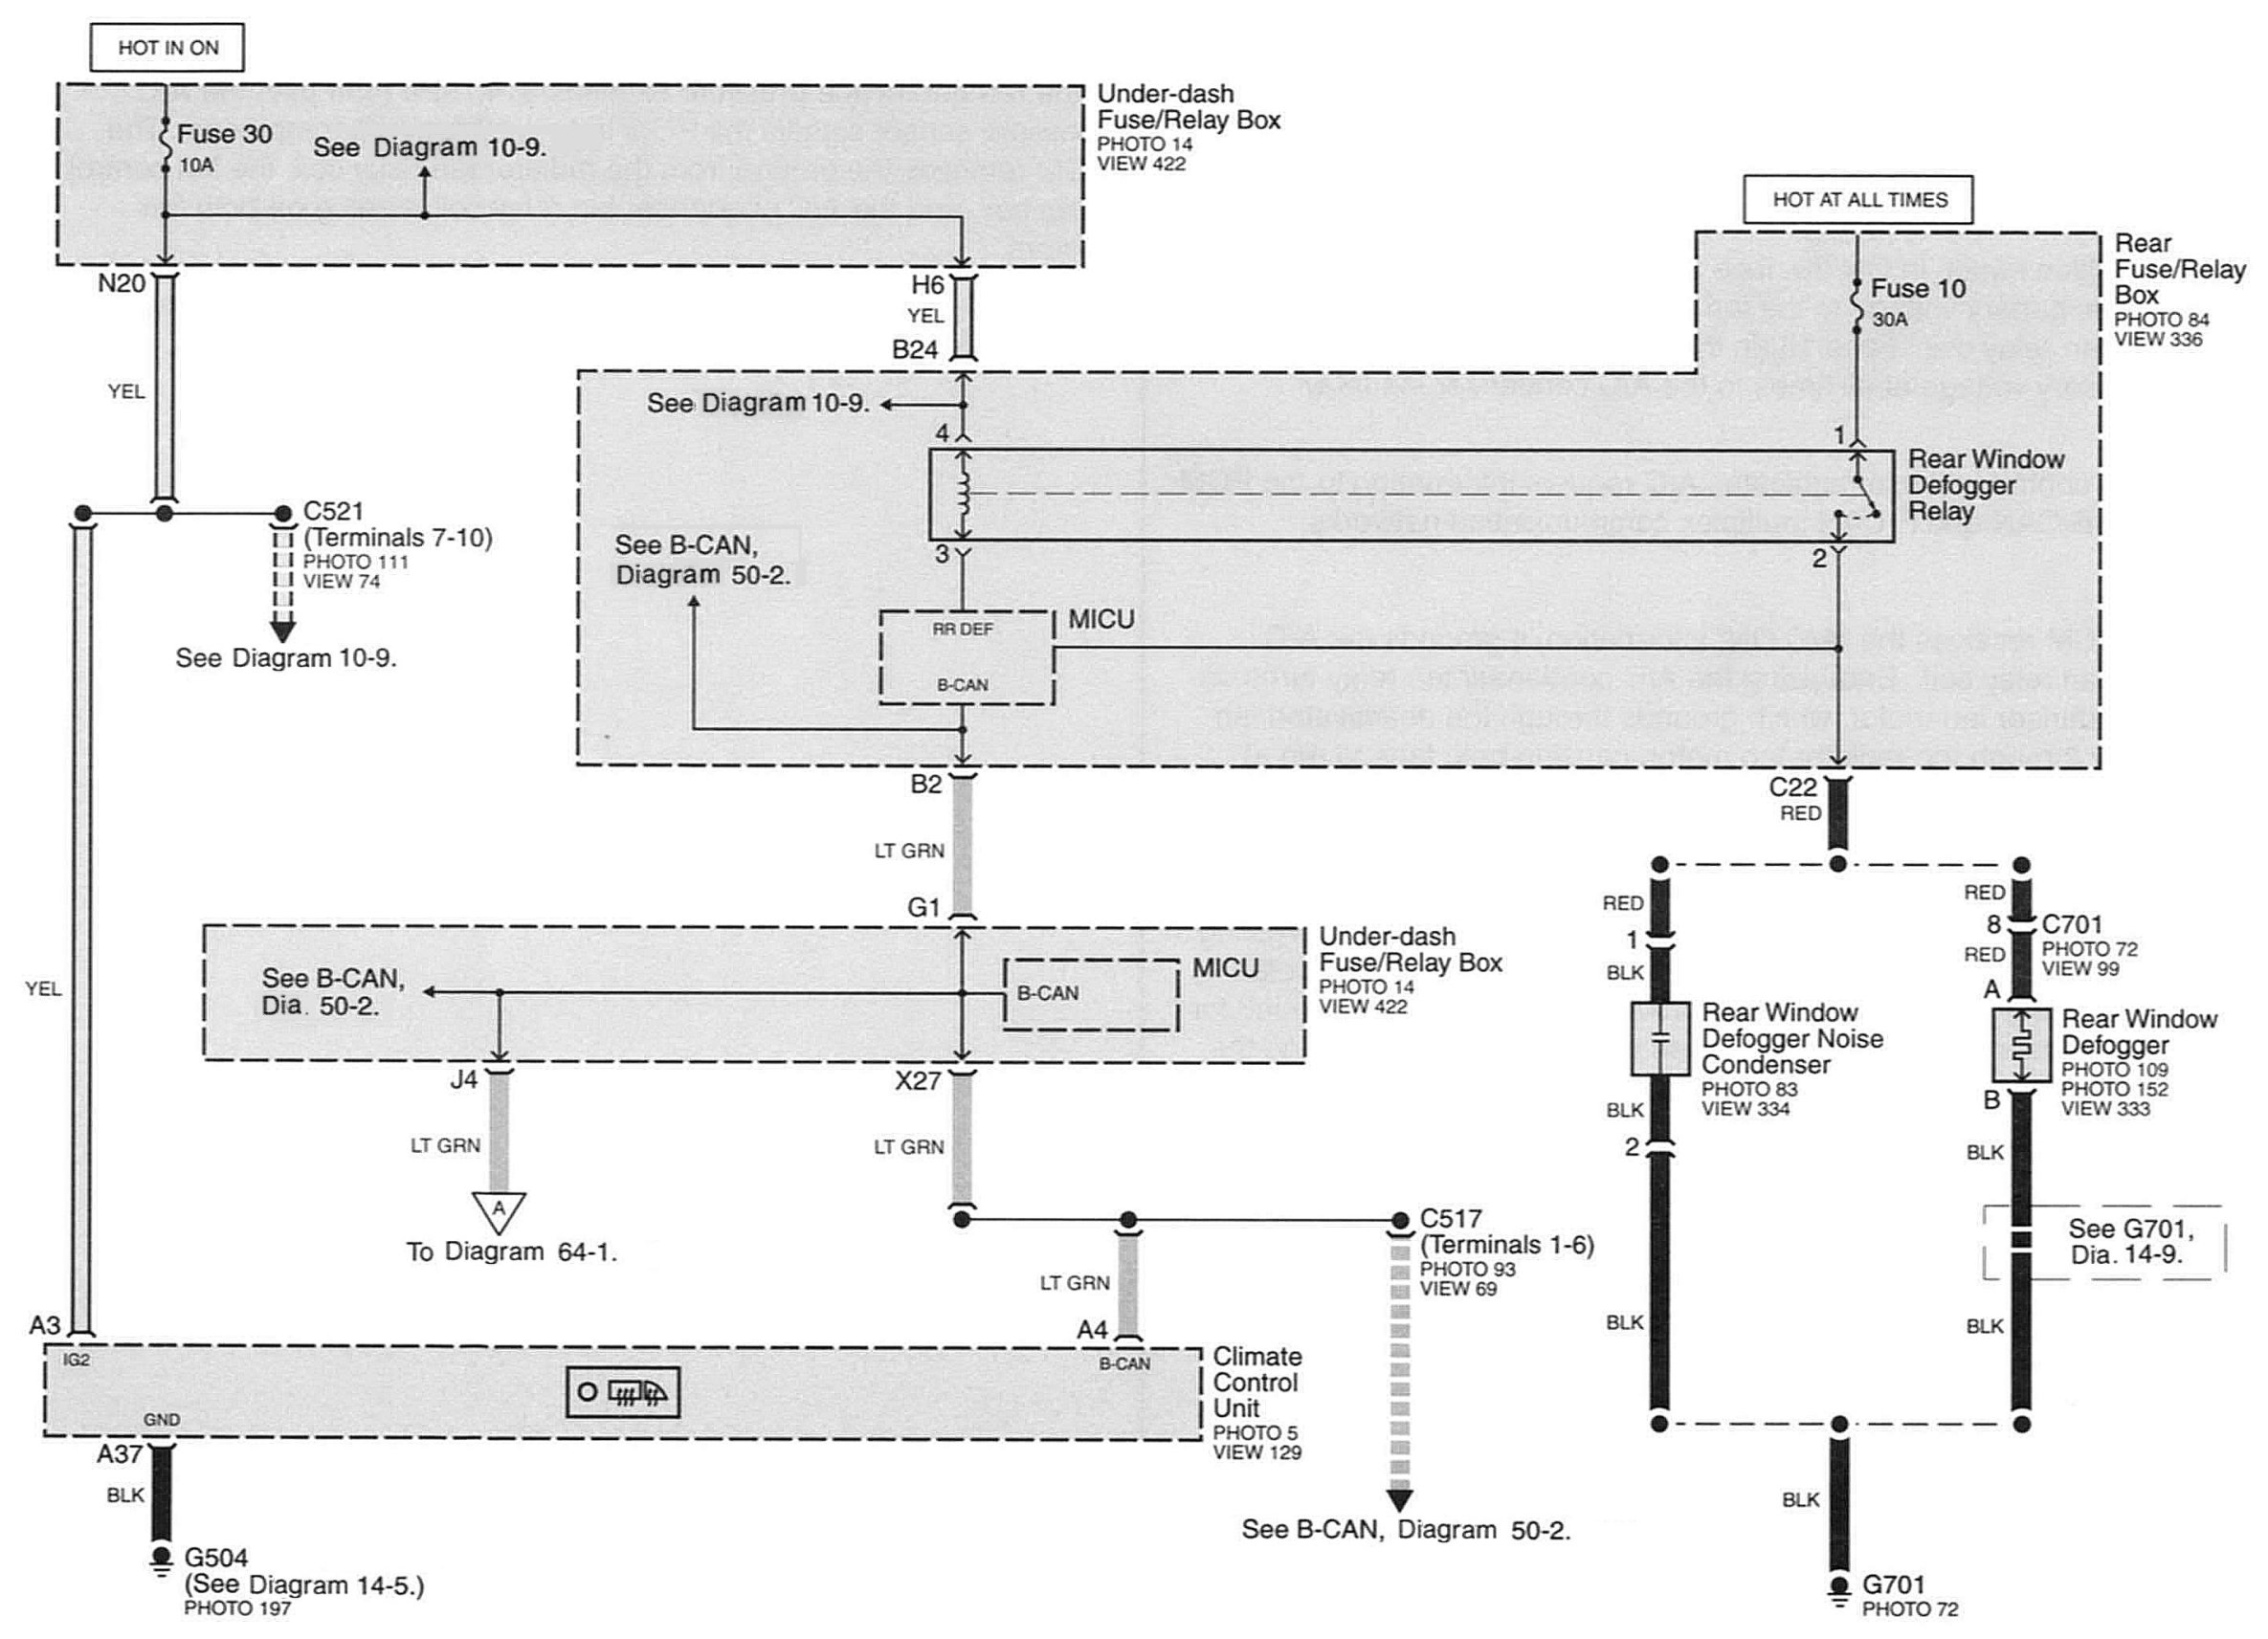 HOT IN ON
Under-dash
Fuse/Relay Box
PHOTO 14
VIEW 422
Fuse 30
10A
See Diagram 10-9.
HOT AT ALL TIMES
Rear
Fuse/Relay
Box
PHOTO 84
VIEW 336
Fuse 10
30A
N20
H6
YEL
B24
YEL
See Diagram 10-9.
4
1
Rear Window
Defogger
Relay
C521
(Terminals 7-10)
PHOTO 111
VIEW 74
See Diagram 10-9.
See B-CAN,
Diagram 50-2.
3
2
RR DEF
MICU
B-CAN
B2
C22
RED
LT GRN
G1
RED
RED
1
8
C701
PHOTO 72
VIEW 99
BLK
RED
A
Under-dash
Fuse/Relay Box
PHOTO 14
VIEW 422
See B-CAN,
Dia. 50-2.
MICU
B-CAN
YEL
Rear Window
Defogger Noise
Condenser
PHOTO 83
VIEW 334
Rear Window
Defogger
PHOTO 109
PHOTO 152
VIEW 333
J4
X27
BLK
B
2
LT GRN
LT GRN
BLK
A
To Diagram 64-1.
C517
(Terminals 1-6)
PHOTO 93
VIEW 69
See G701,
Dia. 14-9.
LT GRN
A3
A4
BLK
BLK
IG2
B-CAN
Climate
Control
Unit
PHOTO 5
VIEW 129
GND
A37
BLK
BLK
See B-CAN, Diagram 50-2.
G504
(See Diagram 14-5.)
PHOTO 197
G701
PHOTO 72